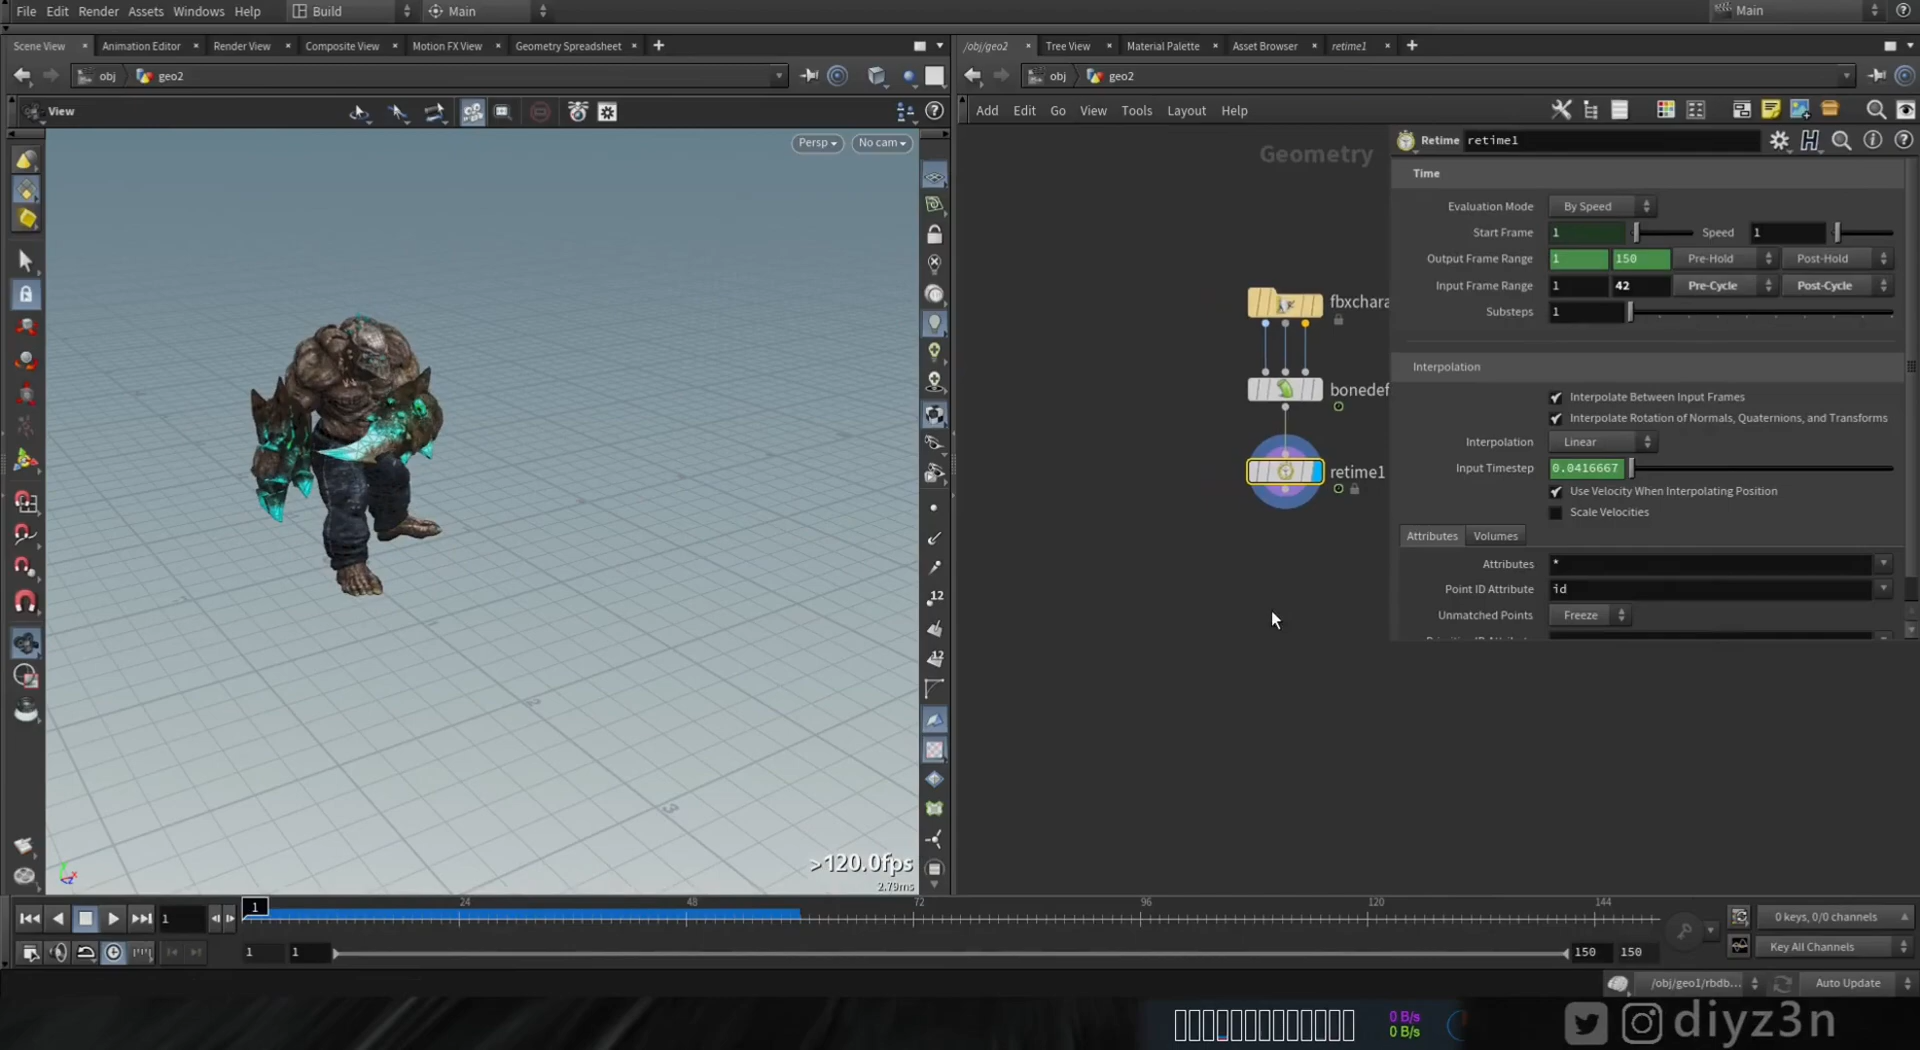 File Edit Render Assets Windows Help Build Main Main
Scene View × Animation Editor × Render View × Composite View × Motion FX View × Geometry Spreadsheet × +
/obj/geo2 × Tree View × Material Palette × Asset Browser × retime1 × +
obj geo2
obj geo2
View
Add Edit Go View Tools Layout Help
Persp No cam
Geometry
Retime retime1
Time
Evaluation Mode By Speed
Start Frame 1 Speed 1
Output Frame Range 1 150 Pre-Hold Post-Hold
Input Frame Range 1 42 Pre-Cycle Post-Cycle
Substeps 1
fbxchara
bonedef
retime1
Interpolation
Interpolate Between Input Frames
Interpolate Rotation of Normals, Quaternions, and Transforms
Interpolation Linear
Input Timestep 0.0416667
Use Velocity When Interpolating Position
Scale Velocities
Attributes Volumes
Attributes *
Point ID Attribute id
Unmatched Points Freeze
12
12
>120.0fps
2.79ms
1 1 24 48 72 96 120 144
0 keys, 0/0 channels
1 1 150 150
Key All Channels
/obj/geo1/rbdb... Auto Update
0 B/s
0 B/s
diyz3n